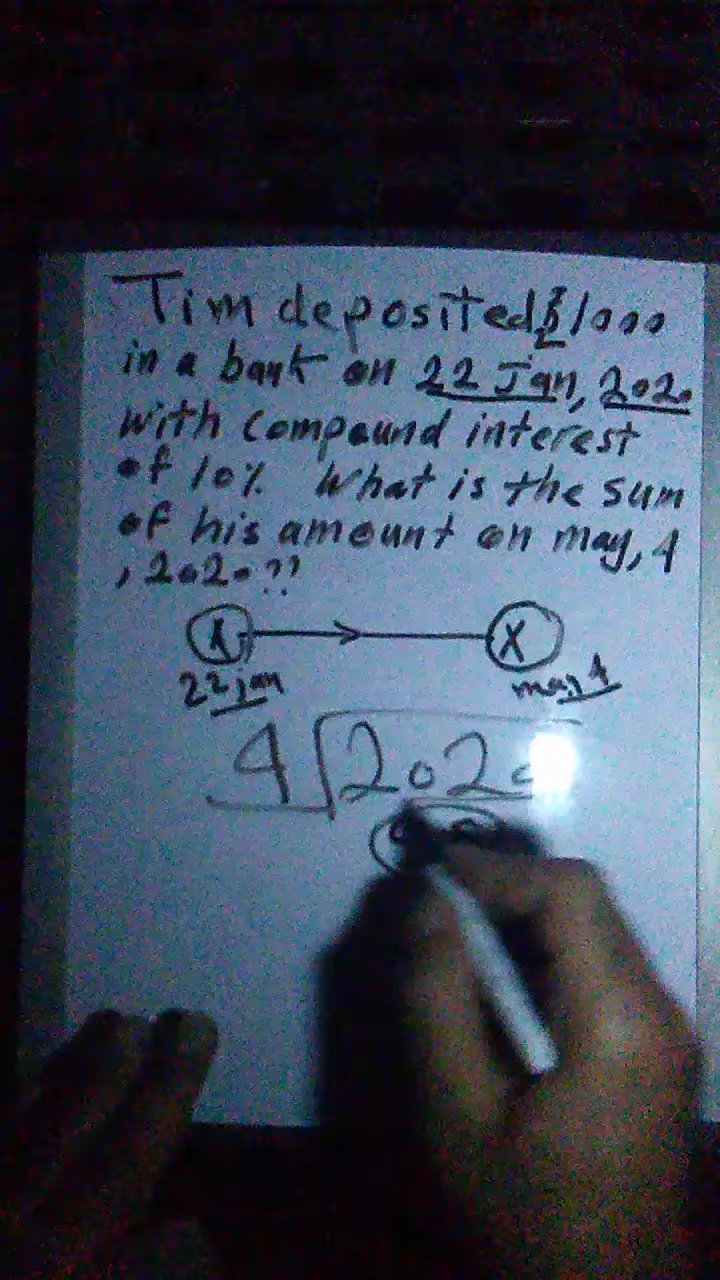 Tim deposited $1000
in a bank on 22 Jan, 2020
with compound interest
of 10% What is the sum
of his amount on may, 4
, 2020??
X X
22 jan may 4
4 2020